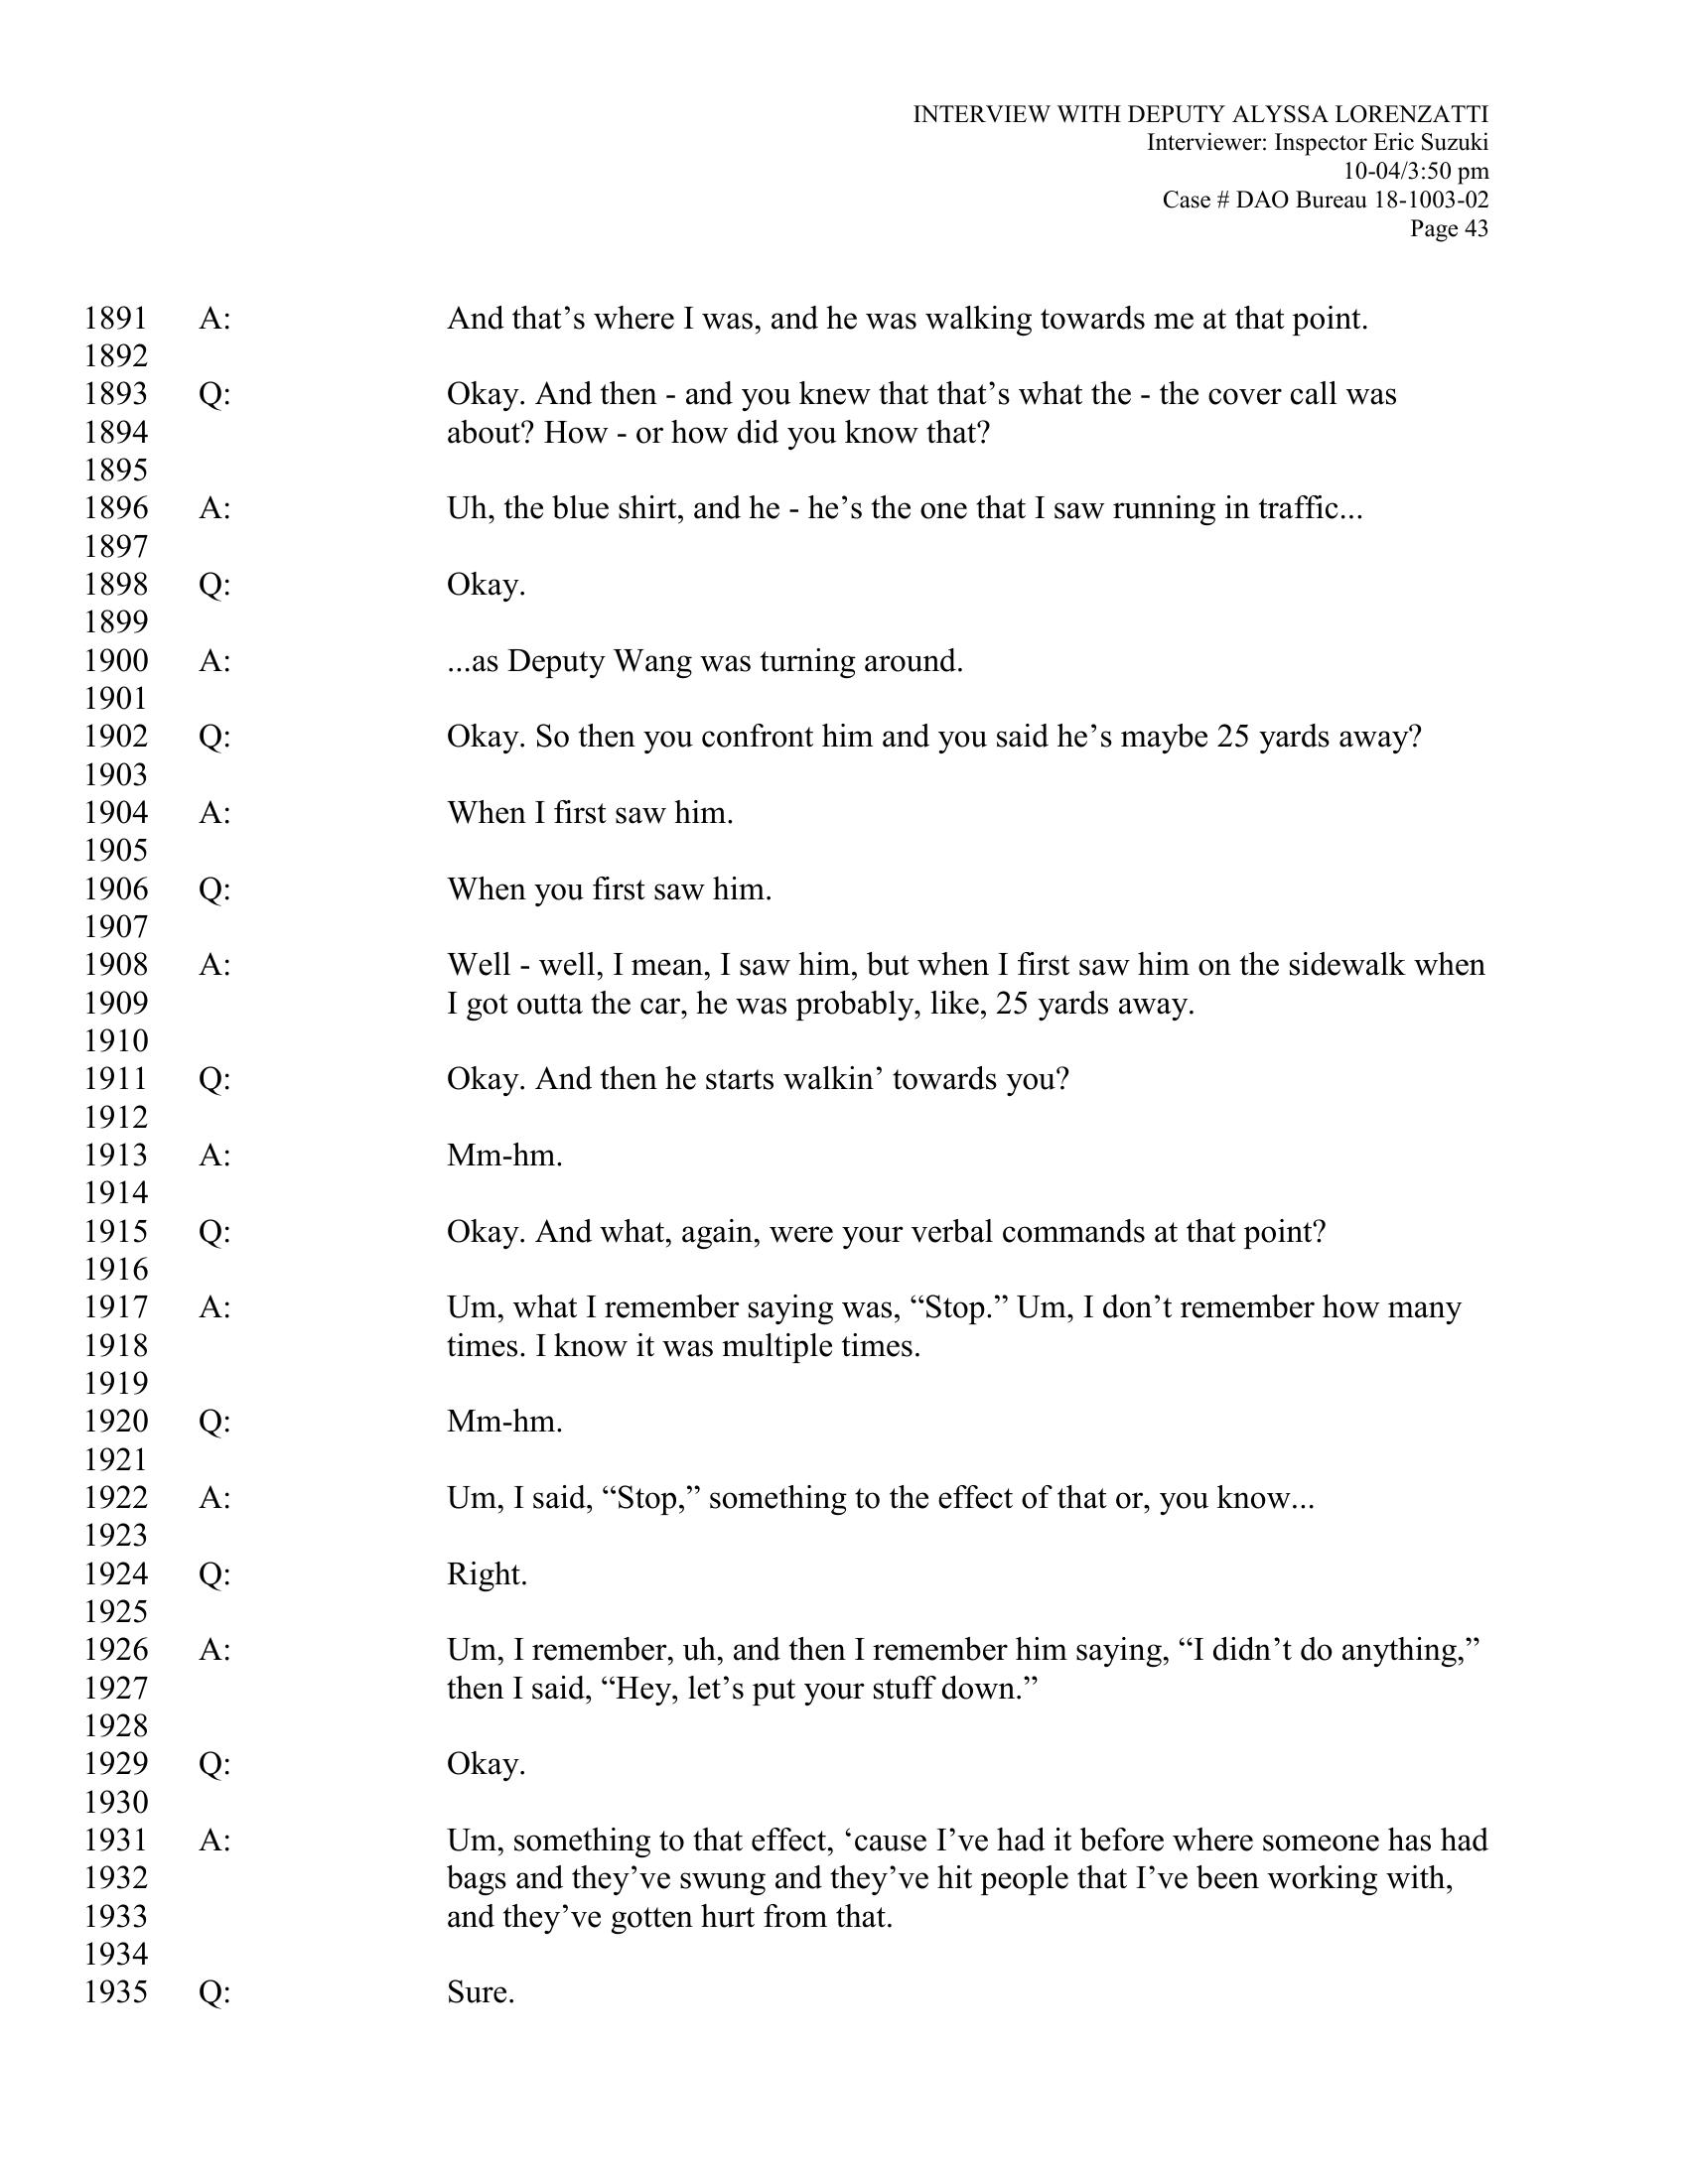 INTERVIEW WITH DEPUTY ALYSSA LORENZATTI
Interviewer: Inspector Eric Suzuki
10-04/3:50 pm
Case # DAO Bureau 18-1003-02
Page 43
1891 A: And that’s where I was, and he was walking towards me at that point.
1892
1893 Q: Okay. And then - and you knew that that’s what the - the cover call was
1894 about? How - or how did you know that?
1895
1896 A: Uh, the blue shirt, and he - he’s the one that I saw running in traffic...
1897
1898 Q: Okay.
1899
1900 A: ...as Deputy Wang was turning around.
1901
1902 Q: Okay. So then you confront him and you said he’s maybe 25 yards away?
1903
1904 A: When I first saw him.
1905
1906 Q: When you first saw him.
1907
1908 A: Well - well, I mean, I saw him, but when I first saw him on the sidewalk when
1909 I got outta the car, he was probably, like, 25 yards away.
1910
1911 Q: Okay. And then he starts walkin’ towards you?
1912
1913 A: Mm-hm.
1914
1915 Q: Okay. And what, again, were your verbal commands at that point?
1916
1917 A: Um, what I remember saying was, “Stop.” Um, I don’t remember how many
1918 times. I know it was multiple times.
1919
1920 Q: Mm-hm.
1921
1922 A: Um, I said, “Stop,” something to the effect of that or, you know...
1923
1924 Q: Right.
1925
1926 A: Um, I remember, uh, and then I remember him saying, “I didn’t do anything,”
1927 then I said, “Hey, let’s put your stuff down.”
1928
1929 Q: Okay.
1930
1931 A: Um, something to that effect, ‘cause I’ve had it before where someone has had
1932 bags and they’ve swung and they’ve hit people that I’ve been working with,
1933 and they’ve gotten hurt from that.
1934
1935 Q: Sure.